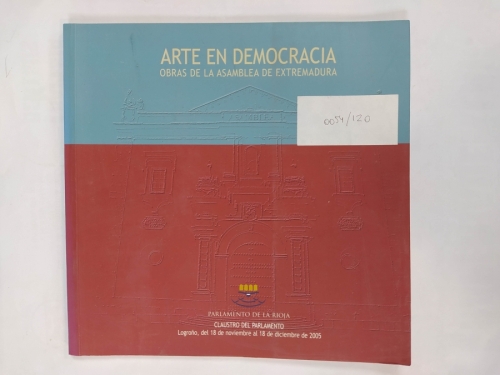 ARTE EN DEMOCRACIA
OBRAS DE LA ASAMBLEA DE EXTREMADURA
0054/120
PARLAMENTO DE LA RIOJA
CLAUSTRO DEL PARLAMENTO
Logroño, del 18 de noviembre al 18 de diciembre de 2005